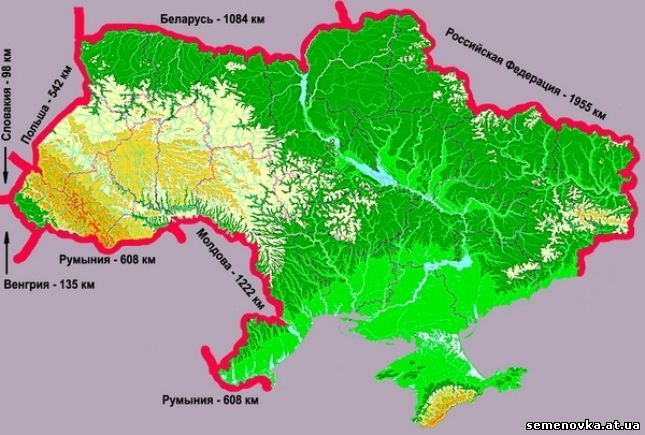 Беларусь - 1084 км
Российская Федерация - 1955 км
Словакия - 98 км
Польша - 542 км
Румыния - 608 км
Венгрия - 135 км
Молдова - 1222 км
Румыния - 608 км
semenovka.at.ua